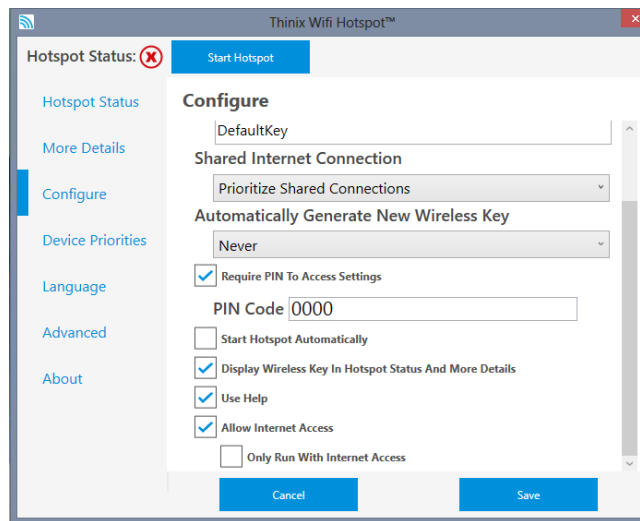 Thinix Wifi Hotspot™
Hotspot Status:
Start Hotspot
Hotspot Status
More Details
Configure
Device Priorities
Language
Advanced
About
Configure
DefaultKey
Shared Internet Connection
Prioritize Shared Connections
Automatically Generate New Wireless Key
Never
Require PIN To Access Settings
PIN Code 0000
Start Hotspot Automatically
Display Wireless Key In Hotspot Status And More Details
Use Help
Allow Internet Access
Only Run With Internet Access
Cancel
Save